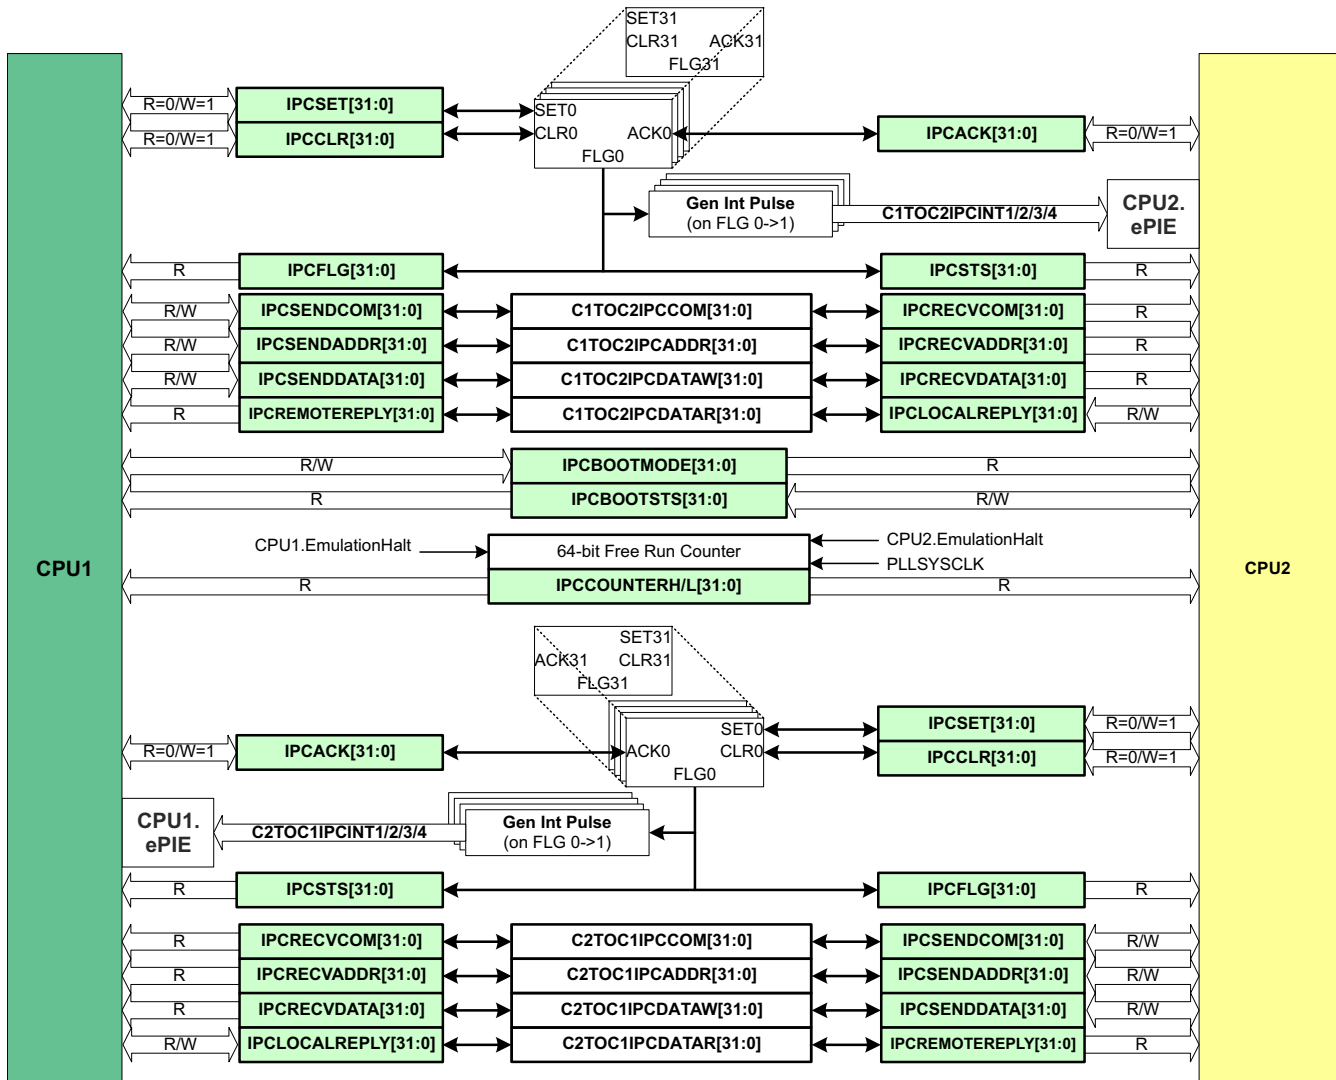 SET31
CLR31 ACK31
FLG31
R=0/W=1 IPCSET[31:0] SET0
R=0/W=1 IPCCLR[31:0] CLR0 ACK0 IPCACK[31:0] R=0/W=1
FLG0
Gen Int Pulse
(on FLG 0->1)
C1TOC2IPCINT1/2/3/4
CPU2.
ePIE
R IPCFLG[31:0] IPCSTS[31:0] R
R/W IPCSENDCOM[31:0] C1TOC2IPCCOM[31:0] IPCRECVCOM[31:0] R
R/W IPCSENDADDR[31:0] C1TOC2IPCADDR[31:0] IPCRECVADDR[31:0] R
R/W IPCSENDDATA[31:0] C1TOC2IPCDATAW[31:0] IPCRECVDATA[31:0] R
R IPCREMOTEREPLY[31:0] C1TOC2IPCDATAR[31:0] IPCLOCALREPLY[31:0] R/W
R/W IPCBOOTMODE[31:0] R
R IPCBOOTSTS[31:0] R/W
CPU1.EmulationHalt 64-bit Free Run Counter CPU2.EmulationHalt
PLLSYSCLK
CPU1 CPU2
R IPCCOUNTERH/L[31:0] R
SET31
ACK31 CLR31
FLG31
SET0 IPCSET[31:0] R=0/W=1
R=0/W=1 IPCACK[31:0] ACK0 CLR0 IPCCLR[31:0] R=0/W=1
FLG0
CPU1.
ePIE
C2TOC1IPCINT1/2/3/4
Gen Int Pulse
(on FLG 0->1)
R IPCSTS[31:0] IPCFLG[31:0] R
R IPCRECVCOM[31:0] C2TOC1IPCCOM[31:0] IPCSENDCOM[31:0] R/W
R IPCRECVADDR[31:0] C2TOC1IPCADDR[31:0] IPCSENDADDR[31:0] R/W
R IPCRECVDATA[31:0] C2TOC1IPCDATAW[31:0] IPCSENDDATA[31:0] R/W
R/W IPCLOCALREPLY[31:0] C2TOC1IPCDATAR[31:0] IPCREMOTEREPLY[31:0] R